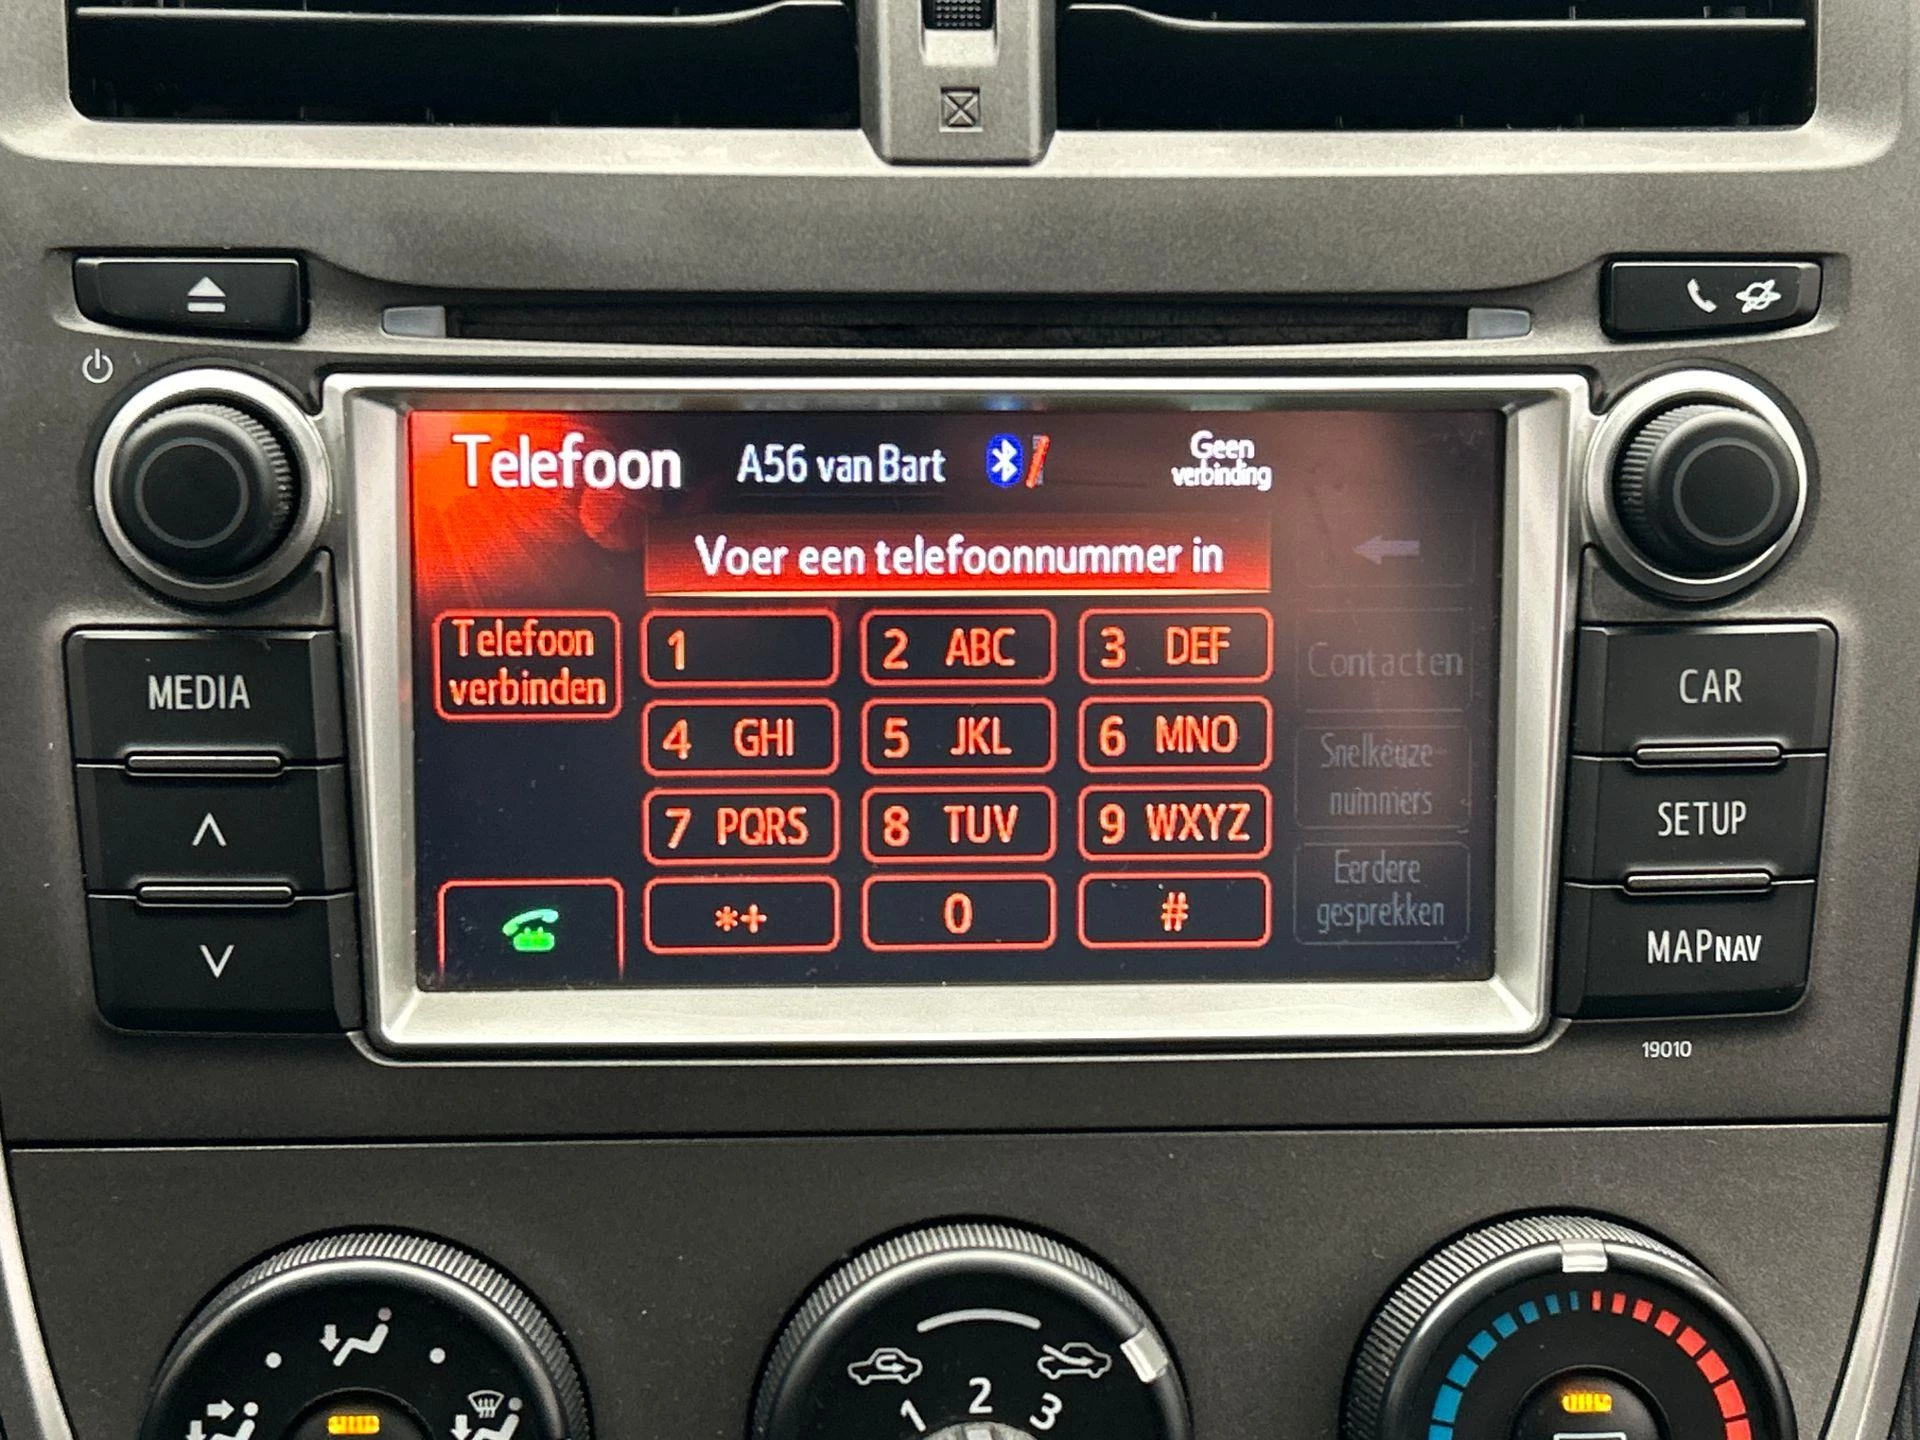 Telefoon
A56 van Bart
Geen
verbinding
Voer een telefoonnummer in
Telefoon
verbinden
1
2 ABC
3 DEF
Contacten
4 GHI
5 JKL
6 MNO
Snelkeuze-
nummers
7 PQRS
8 TUV
9 WXYZ
Eerdere
gesprekken
*+
0
#
MEDIA
CAR
SETUP
MAPNAV
19010
1
2
3